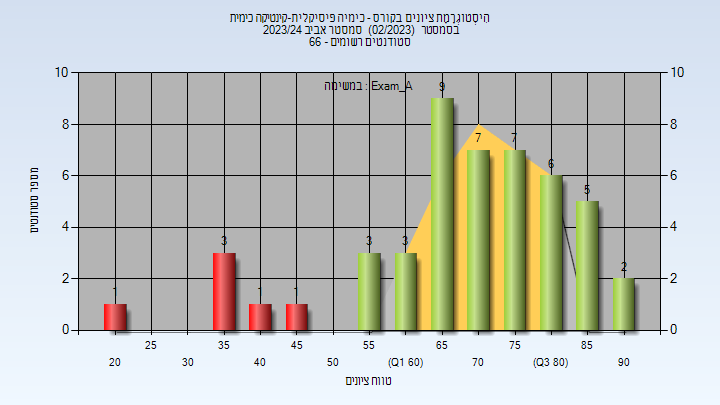 היסטוגרמת ציונים בקורס - כימיה פיסיקלית-קינטיקה כימית
בסמסטר (02/2023) סמסטר אביב 2023/24
סטודנטים רשומים - 66
במשימה : Exam_A
מספר סטודנטים
10 10
8 8
6 6
4 4
2 2
0 0
1 3 1 1 3 3 9 7 7 6 5 2
25 35 45 55 65 75 85
20 30 40 50 (Q1 60) 70 (Q3 80) 90
טווח ציונים